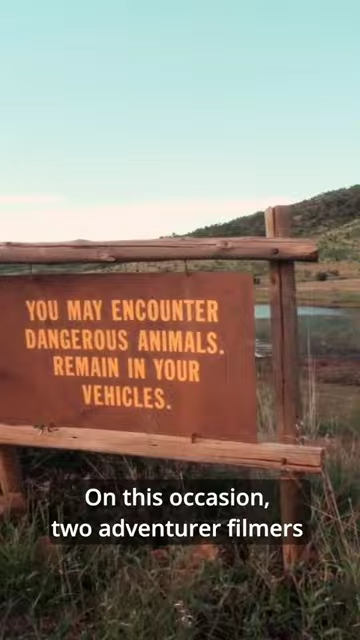 YOU MAY ENCOUNTER
DANGEROUS ANIMALS.
REMAIN IN YOUR
VEHICLES.
On this occasion,
two adventurer filmers